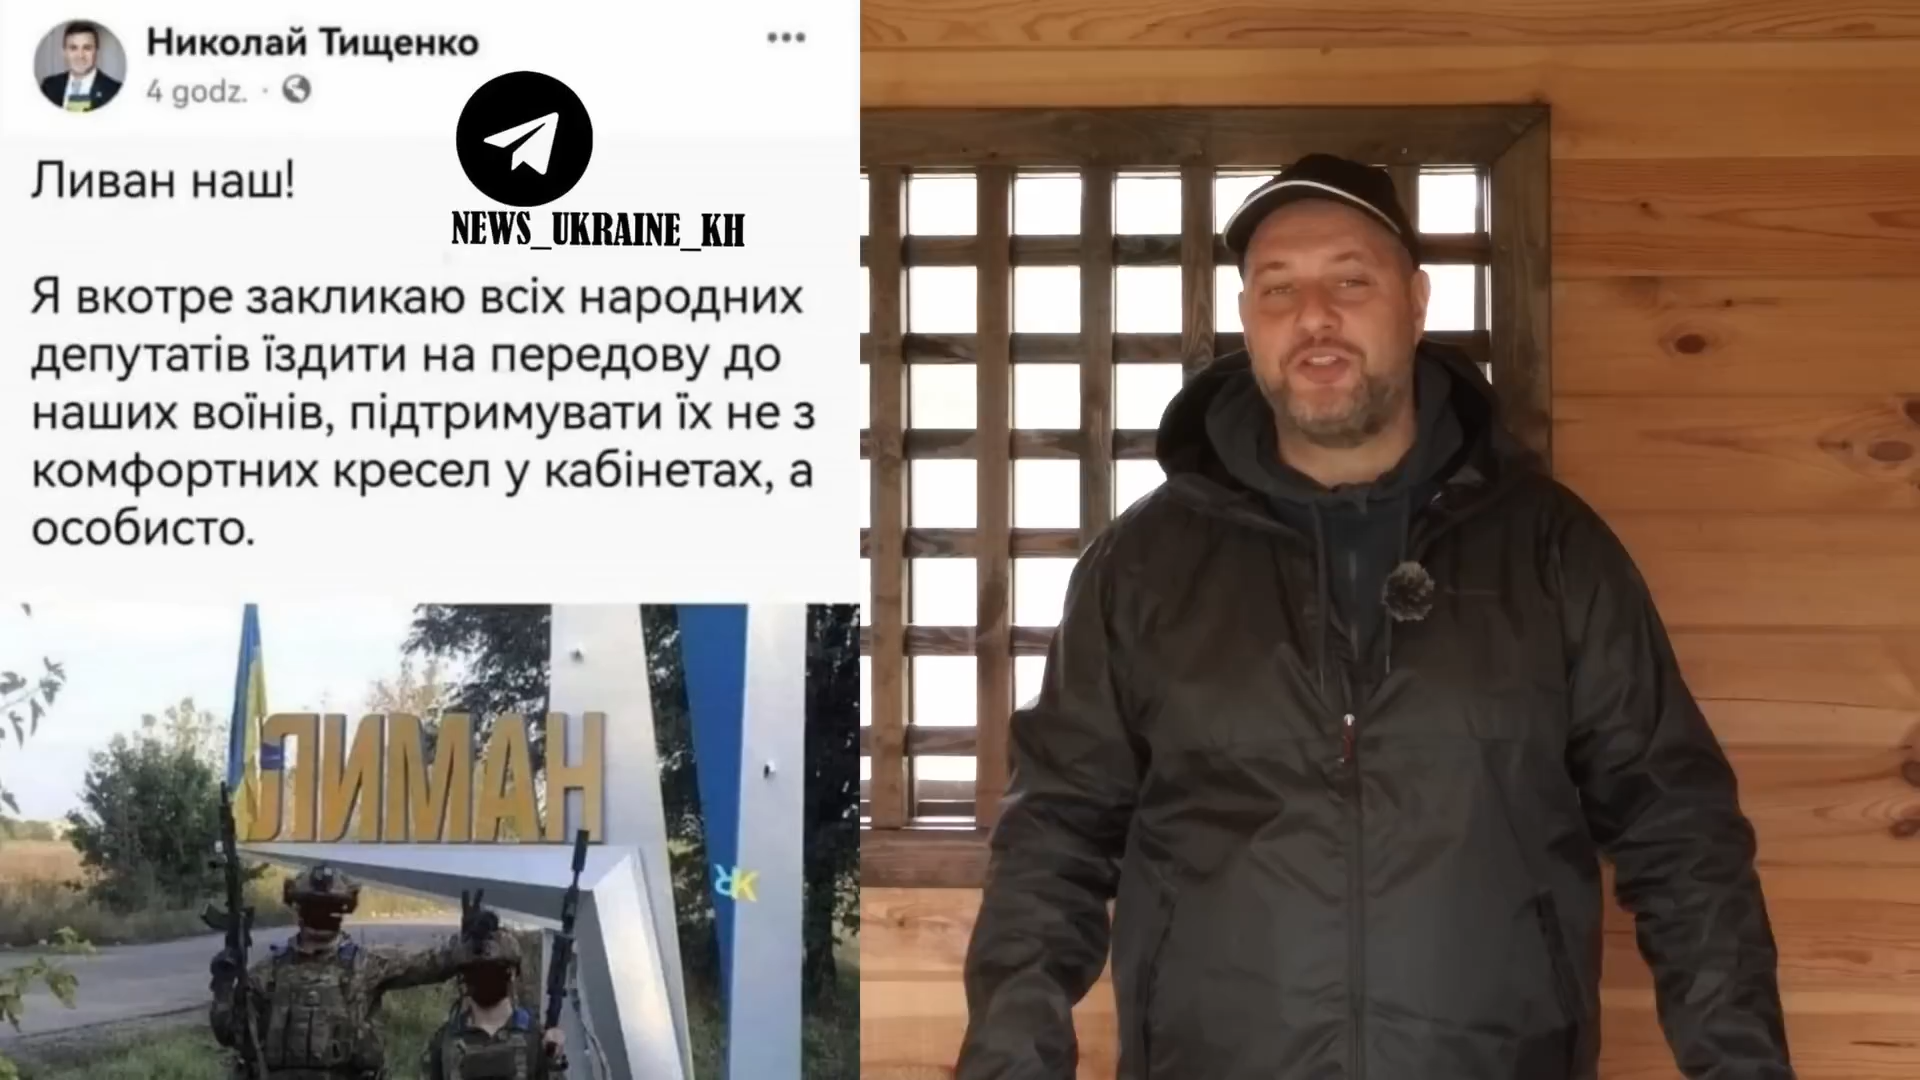 Николай Тищенко
4 godz.
NEWS_UKRAINE_KH
Ливан наш!
Я вкотре закликаю всіх народних
депутатів їздити на передову до
наших воїнів, підтримувати їх не з
комфортних кресел у кабінетах, а
особисто.
ЛИМАН